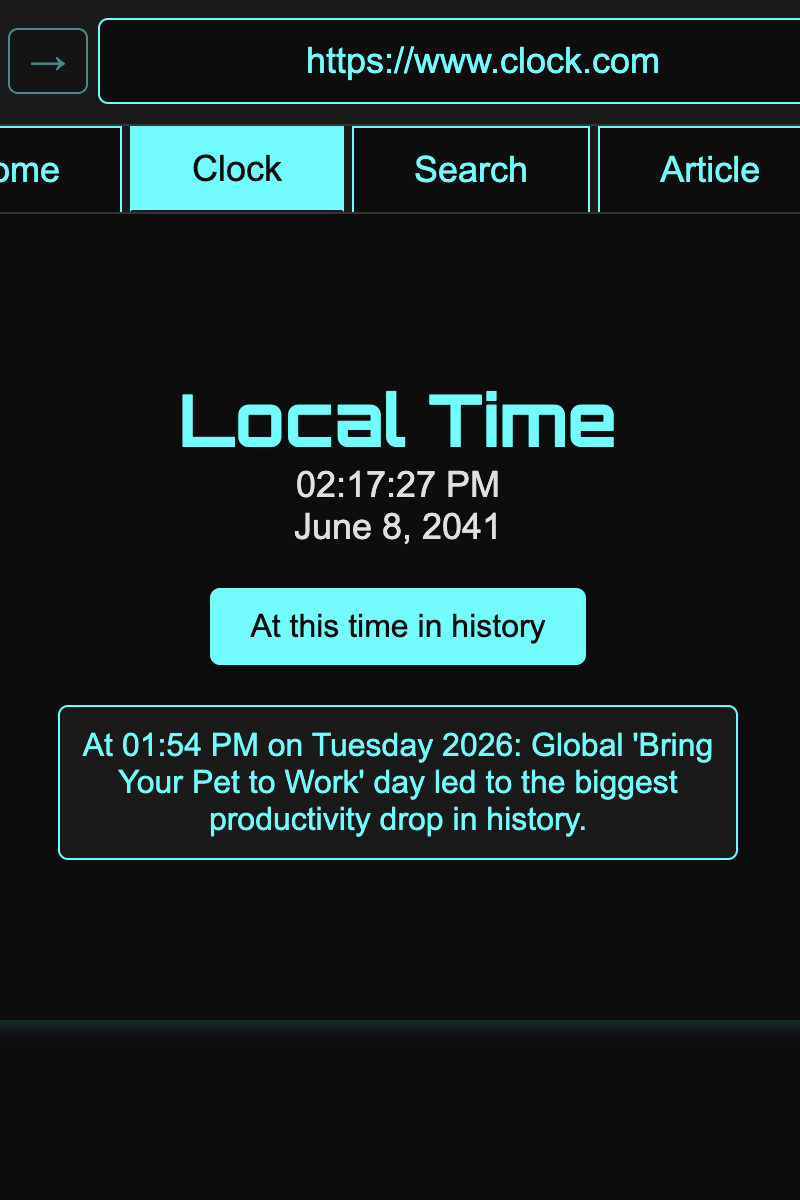 →
https://www.clock.com
ome
Clock
Search
Article
Local Time
02:17:27 PM
June 8, 2041
At this time in history
At 01:54 PM on Tuesday 2026: Global 'Bring
Your Pet to Work' day led to the biggest
productivity drop in history.